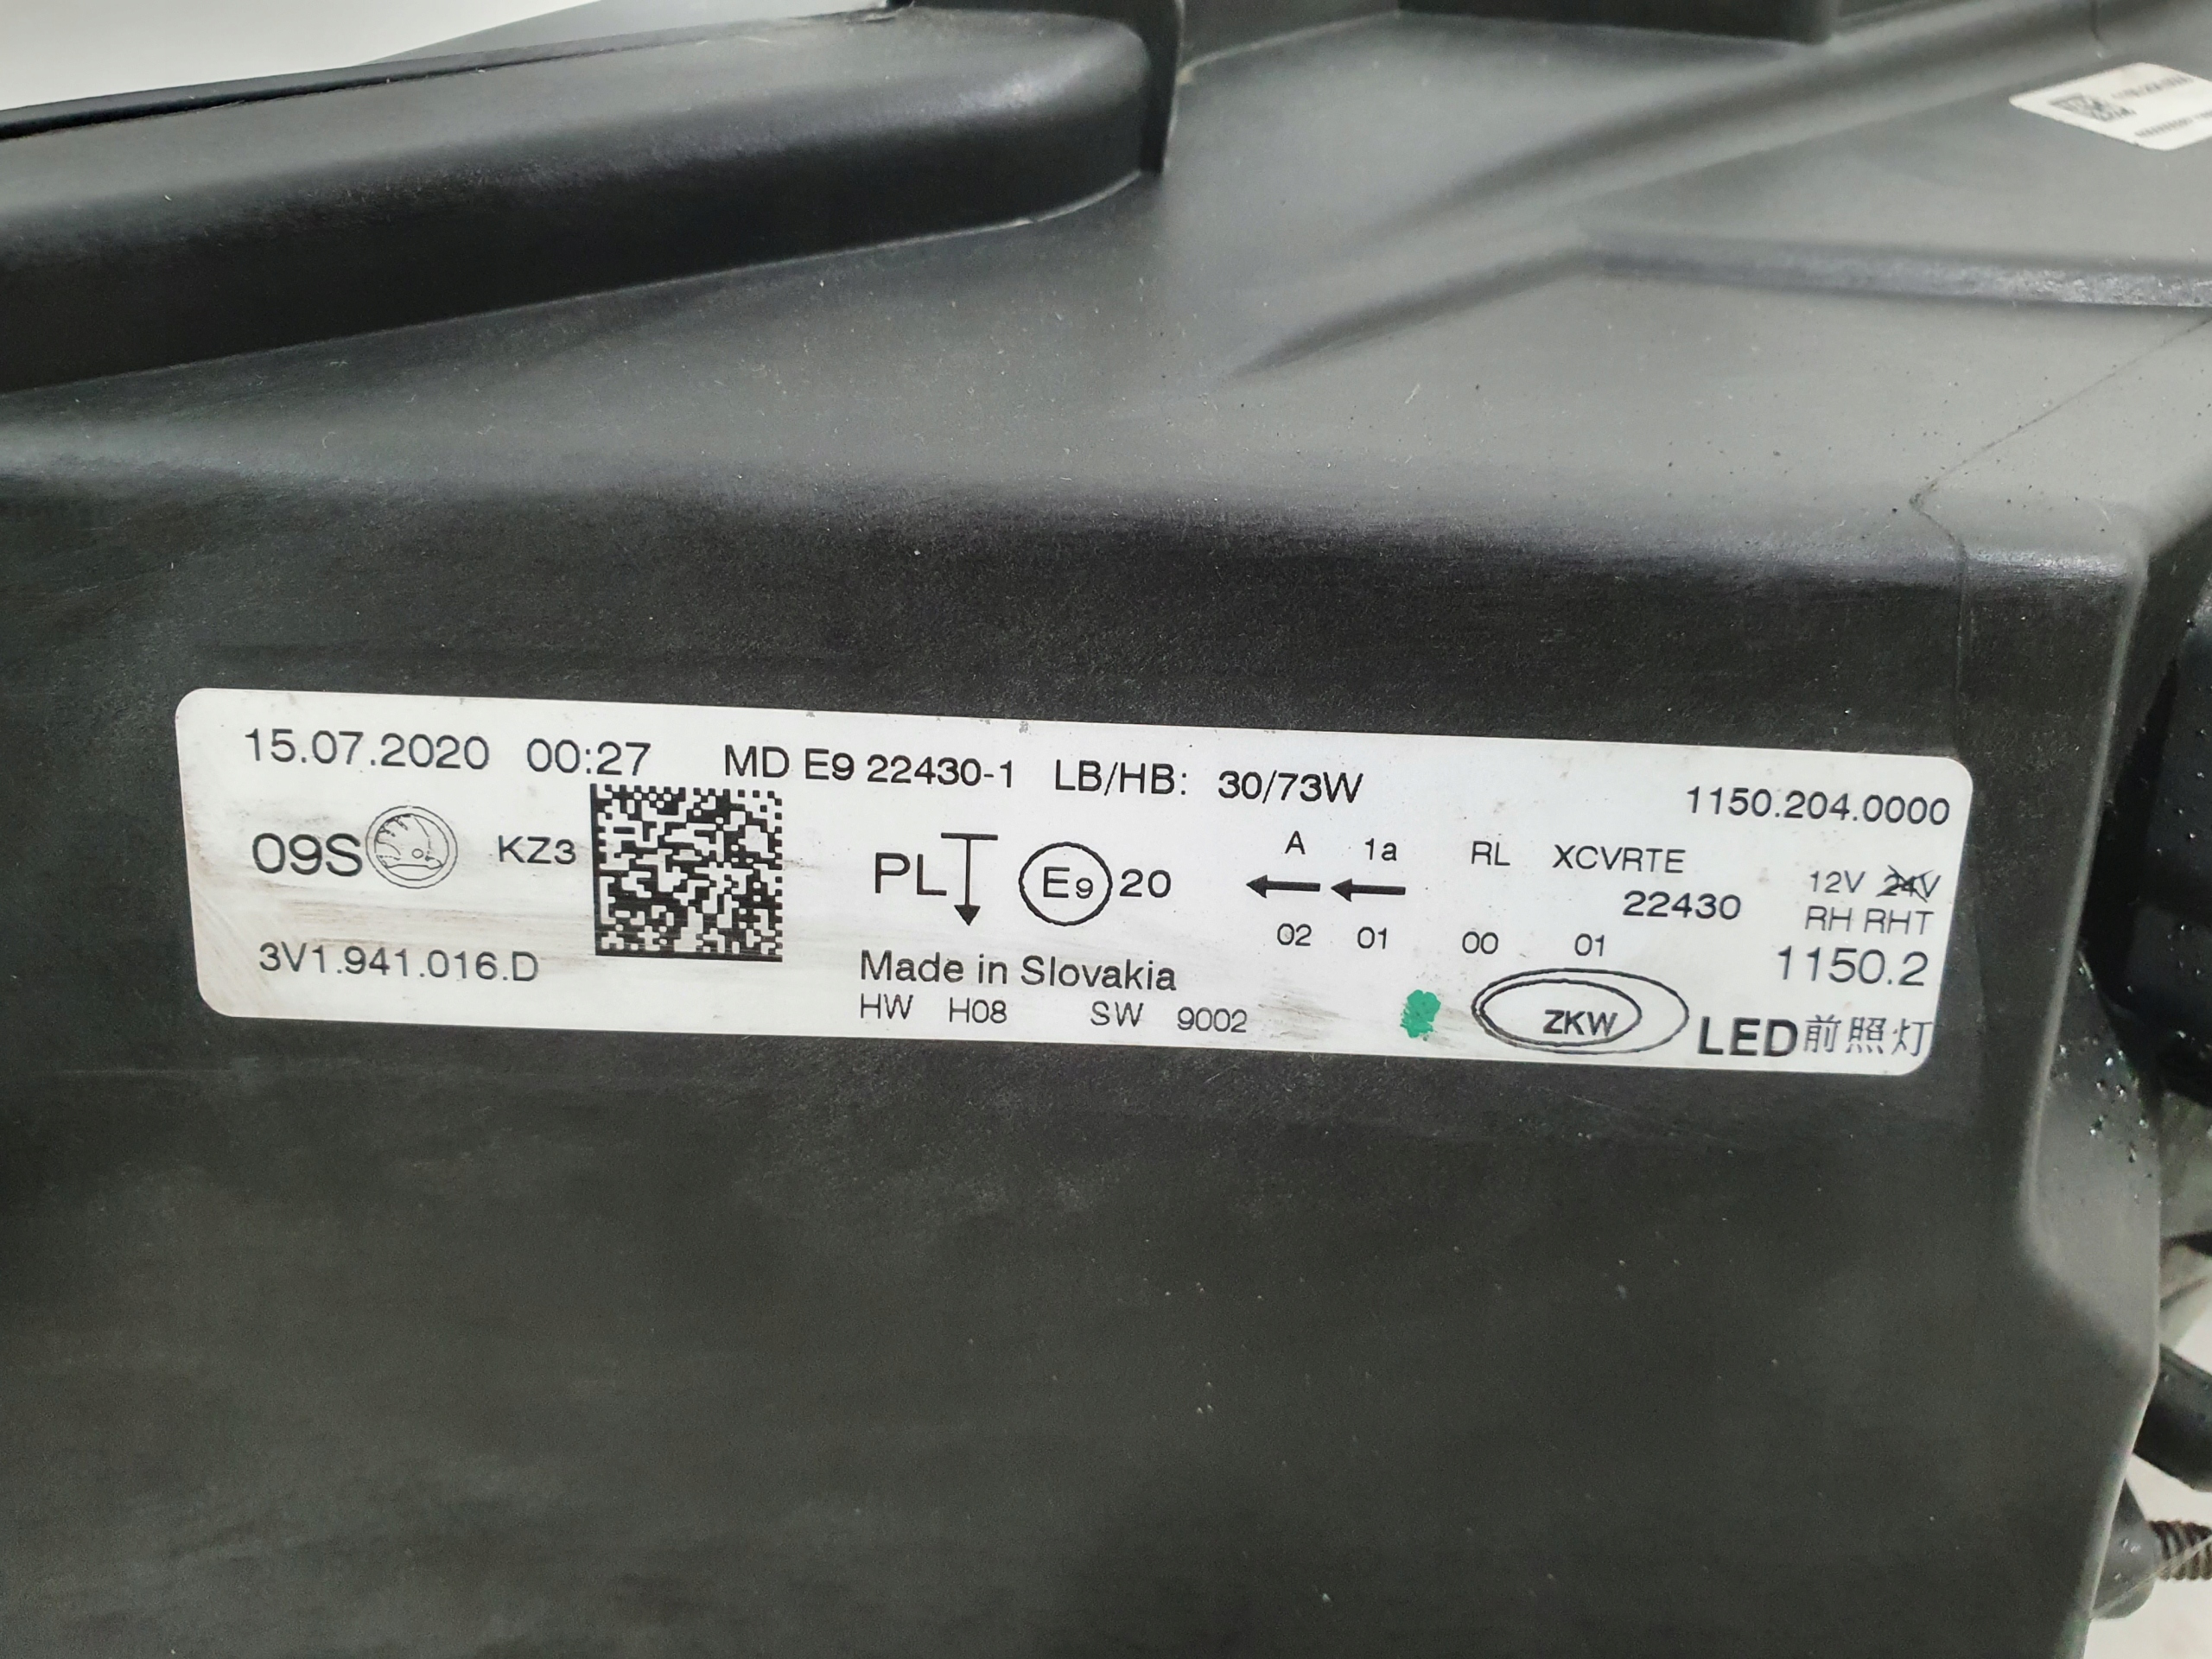 15.07.2020 00:27 MD E9 22430-1 LB/HB: 30/73W
1150.204.0000
09S KZ3 PL E9 20
A 1a RL XCVRTE
22430
12V 24V
RH RHT
02 01 00 01
1150.2
3V1.941.016.D
Made in Slovakia
HW H08 SW 9002
ZKW
LED前照灯